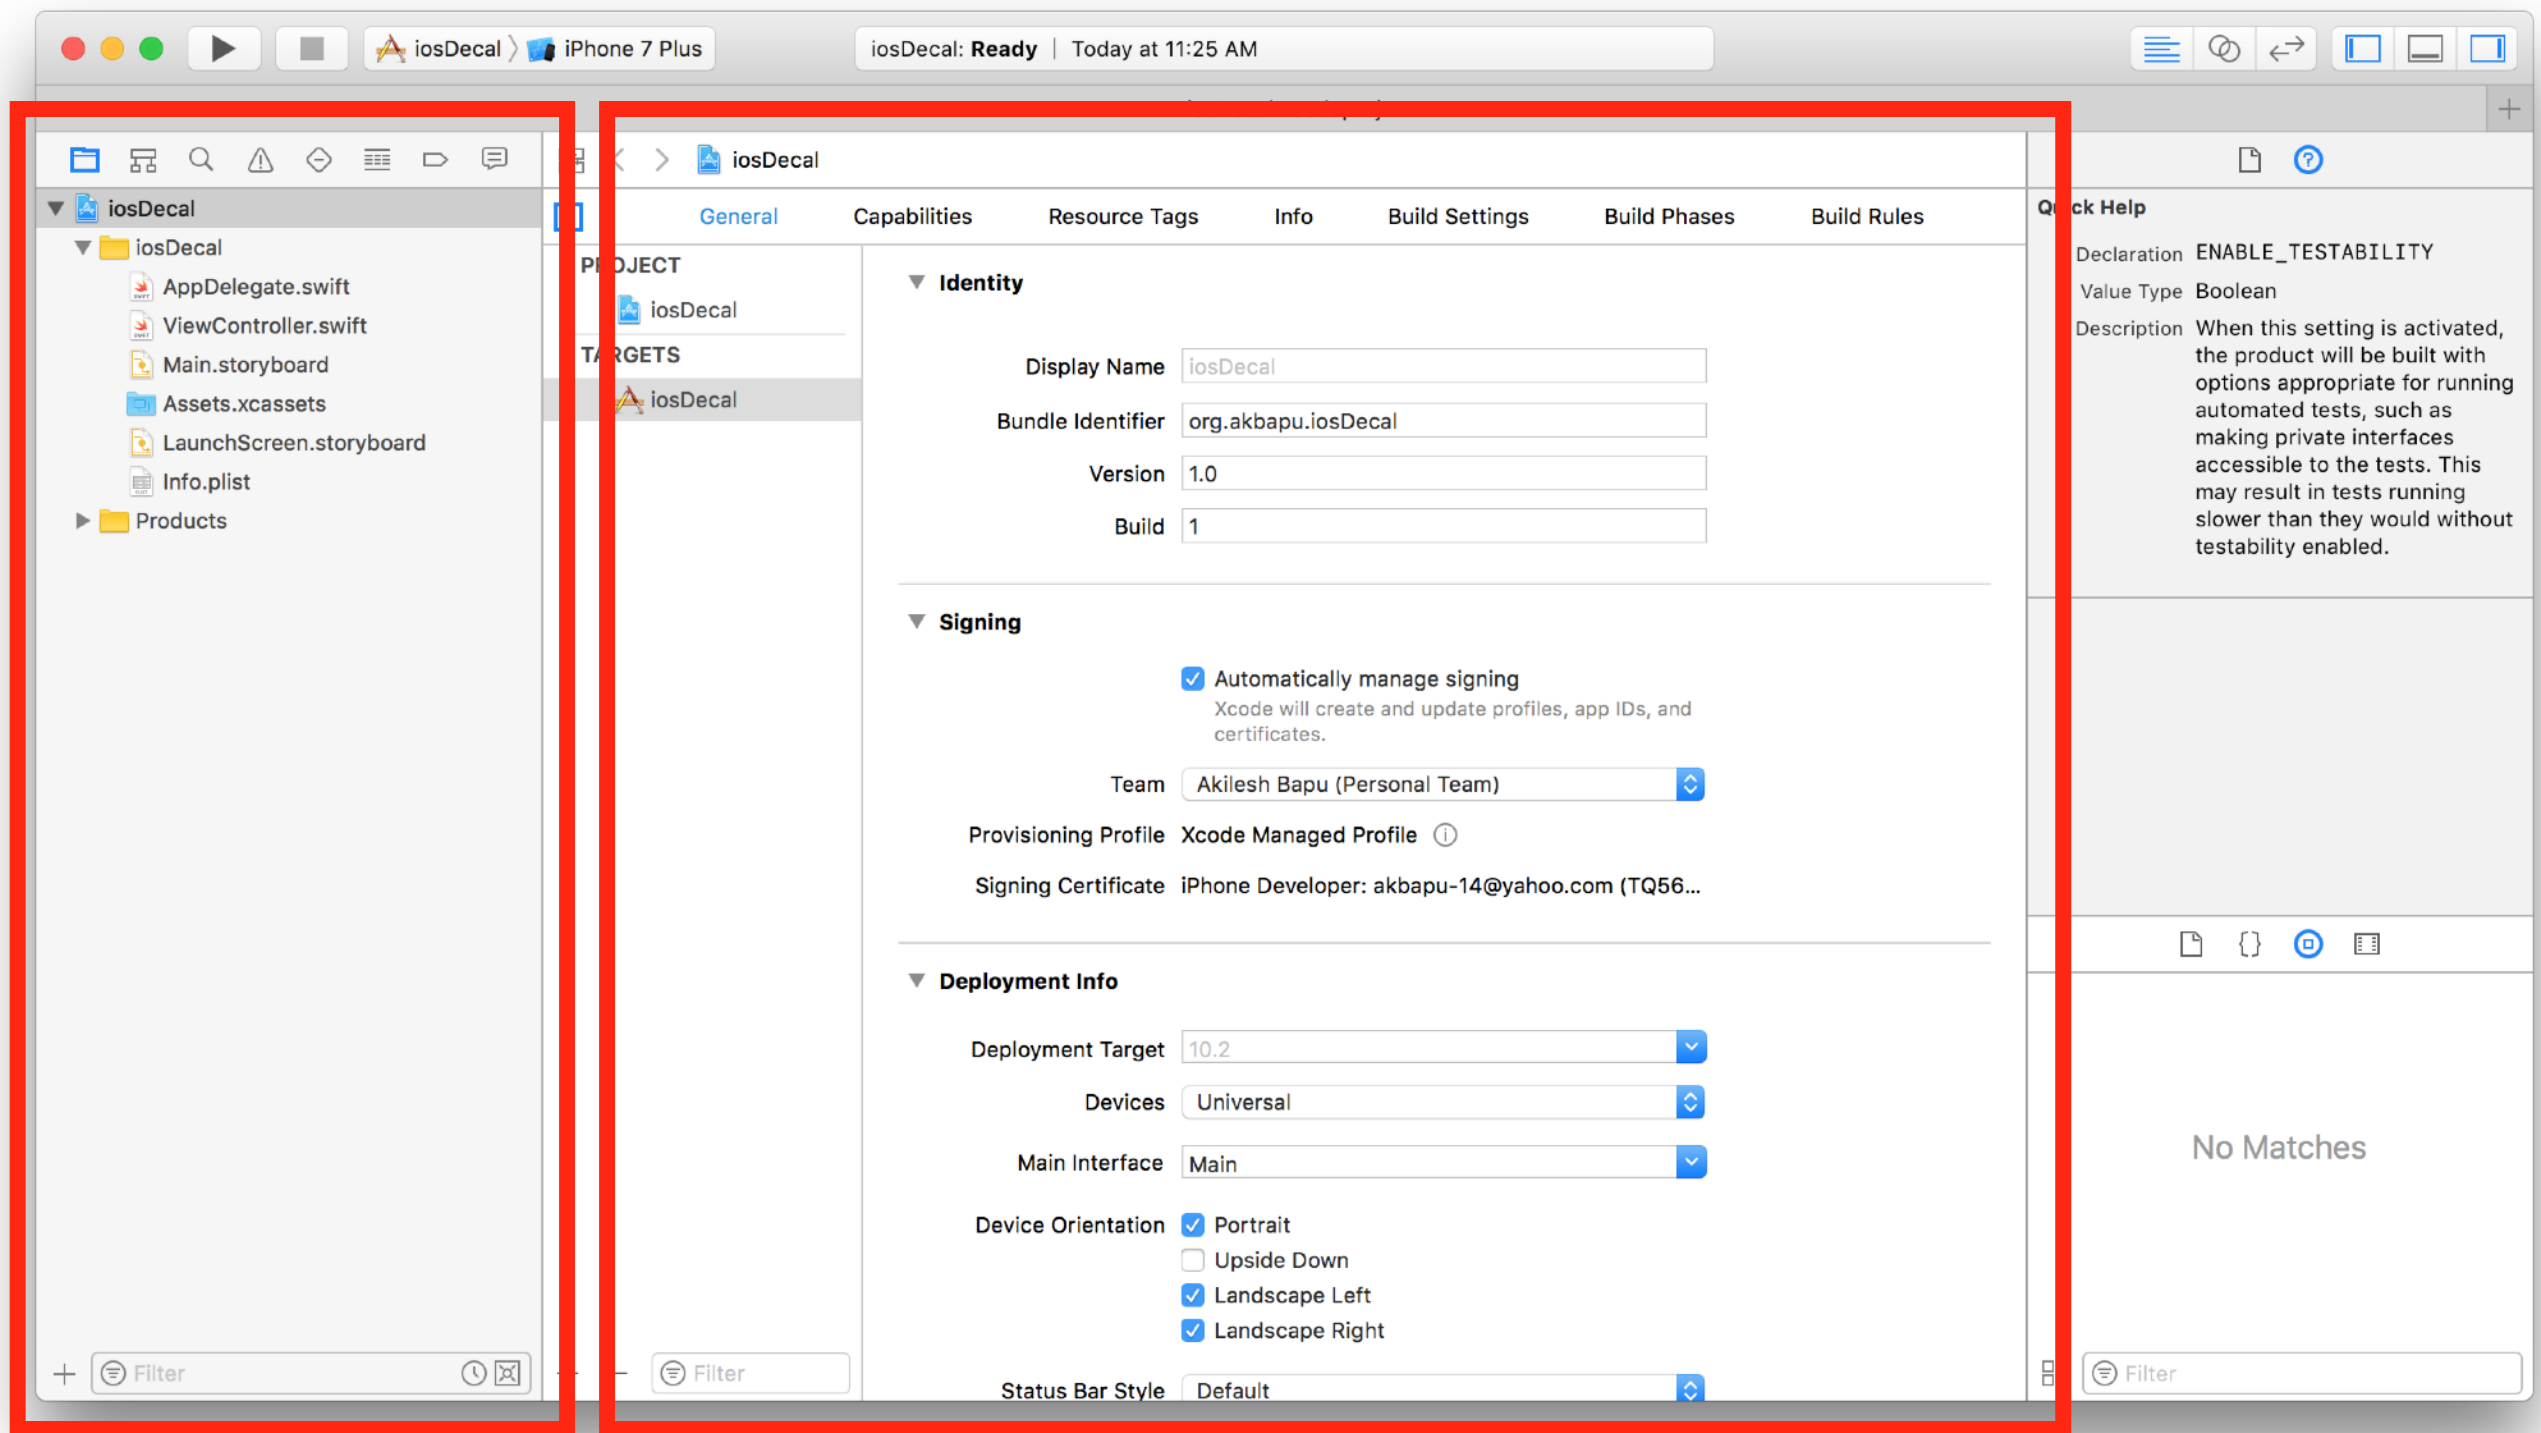 iosDecal iPhone 7 Plus
iosDecal: Ready | Today at 11:25 AM
iosDecal
iosDecal
AppDelegate.swift
ViewController.swift
Main.storyboard
Assets.xcassets
LaunchScreen.storyboard
Info.plist
Products
Filter
iosDecal
General Capabilities Resource Tags Info Build Settings Build Phases Build Rules
PROJECT
iosDecal
TARGETS
iosDecal
Filter
Identity
Display Name iosDecal
Bundle Identifier org.akbapu.iosDecal
Version 1.0
Build 1
Signing
Automatically manage signing
Xcode will create and update profiles, app IDs, and
certificates.
Team Akilesh Bapu (Personal Team)
Provisioning Profile Xcode Managed Profile
Signing Certificate iPhone Developer: akbapu-14@yahoo.com (TQ56...
Deployment Info
Deployment Target 10.2
Devices Universal
Main Interface Main
Device Orientation Portrait
Upside Down
Landscape Left
Landscape Right
Status Bar Style Default
Quick Help
Declaration ENABLE_TESTABILITY
Value Type Boolean
Description When this setting is activated,
the product will be built with
options appropriate for running
automated tests, such as
making private interfaces
accessible to the tests. This
may result in tests running
slower than they would without
testability enabled.
No Matches
Filter